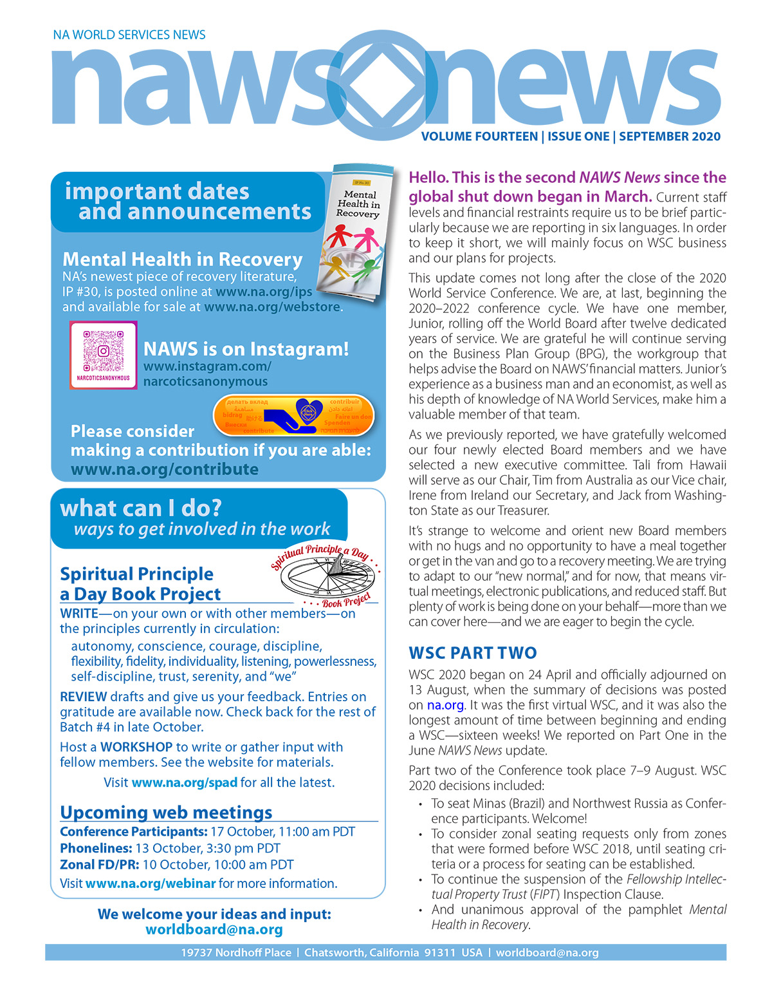 NA WORLD SERVICES NEWS
naws news
VOLUME FOURTEEN | ISSUE ONE | SEPTEMBER 2020
important dates
and announcements
IP No. 30
Mental
Health in
Recovery
NA
Mental Health in Recovery
NA's newest piece of recovery literature,
IP #30, is posted online at www.na.org/ips
and available for sale at www.na.org/webstore.
NARCOTICSANONYMOUS
NAWS is on Instagram!
www.instagram.com/
narcoticsanonymous
делать вклад
contribuir
مساهمة
اعانه دادن
bidrag
助ける
Click
Here
Faire un don
Внески
Spenden
contribute
להעברת תמיכה
Please consider
making a contribution if you are able:
www.na.org/contribute
what can I do?
ways to get involved in the work
Spiritual Principle a Day . . .
. . . Book Project
Spiritual Principle
a Day Book Project
WRITE—on your own or with other members—on
the principles currently in circulation:
autonomy, conscience, courage, discipline,
flexibility, fidelity, individuality, listening, powerlessness,
self-discipline, trust, serenity, and “we”
REVIEW drafts and give us your feedback. Entries on
gratitude are available now. Check back for the rest of
Batch #4 in late October.
Host a WORKSHOP to write or gather input with
fellow members. See the website for materials.
Visit www.na.org/spad for all the latest.
Upcoming web meetings
Conference Participants: 17 October, 11:00 am PDT
Phonelines: 13 October, 3:30 pm PDT
Zonal FD/PR: 10 October, 10:00 am PDT
Visit www.na.org/webinar for more information.
We welcome your ideas and input:
worldboard@na.org
Hello. This is the second NAWS News since the
global shut down began in March. Current staff
levels and financial restraints require us to be brief partic-
ularly because we are reporting in six languages. In order
to keep it short, we will mainly focus on WSC business
and our plans for projects.
This update comes not long after the close of the 2020
World Service Conference. We are, at last, beginning the
2020–2022 conference cycle. We have one member,
Junior, rolling off the World Board after twelve dedicated
years of service. We are grateful he will continue serving
on the Business Plan Group (BPG), the workgroup that
helps advise the Board on NAWS’ financial matters. Junior’s
experience as a business man and an economist, as well as
his depth of knowledge of NA World Services, make him a
valuable member of that team.
As we previously reported, we have gratefully welcomed
our four newly elected Board members and we have
selected a new executive committee. Tali from Hawaii
will serve as our Chair, Tim from Australia as our Vice chair,
Irene from Ireland our Secretary, and Jack from Washing-
ton State as our Treasurer.
It’s strange to welcome and orient new Board members
with no hugs and no opportunity to have a meal together
or get in the van and go to a recovery meeting. We are trying
to adapt to our “new normal,” and for now, that means vir-
tual meetings, electronic publications, and reduced staff. But
plenty of work is being done on your behalf—more than we
can cover here—and we are eager to begin the cycle.
WSC PART TWO
WSC 2020 began on 24 April and officially adjourned on
13 August, when the summary of decisions was posted
on na.org. It was the first virtual WSC, and it was also the
longest amount of time between beginning and ending
a WSC—sixteen weeks! We reported on Part One in the
June NAWS News update.
Part two of the Conference took place 7–9 August. WSC
2020 decisions included:
• To seat Minas (Brazil) and Northwest Russia as Confer-
ence participants. Welcome!
• To consider zonal seating requests only from zones
that were formed before WSC 2018, until seating cri-
teria or a process for seating can be established.
• To continue the suspension of the Fellowship Intellec-
tual Property Trust (FIPT) Inspection Clause.
• And unanimous approval of the pamphlet Mental
Health in Recovery.
19737 Nordhoff Place | Chatsworth, California 91311 USA | worldboard@na.org